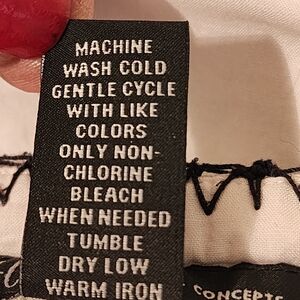 MACHINE
WASH COLD
GENTLE CYCLE
WITH LIKE
COLORS
ONLY NON-
CHLORINE
BLEACH
WHEN NEEDED
TUMBLE
DRY LOW
WARM IRON
CONCEPTS